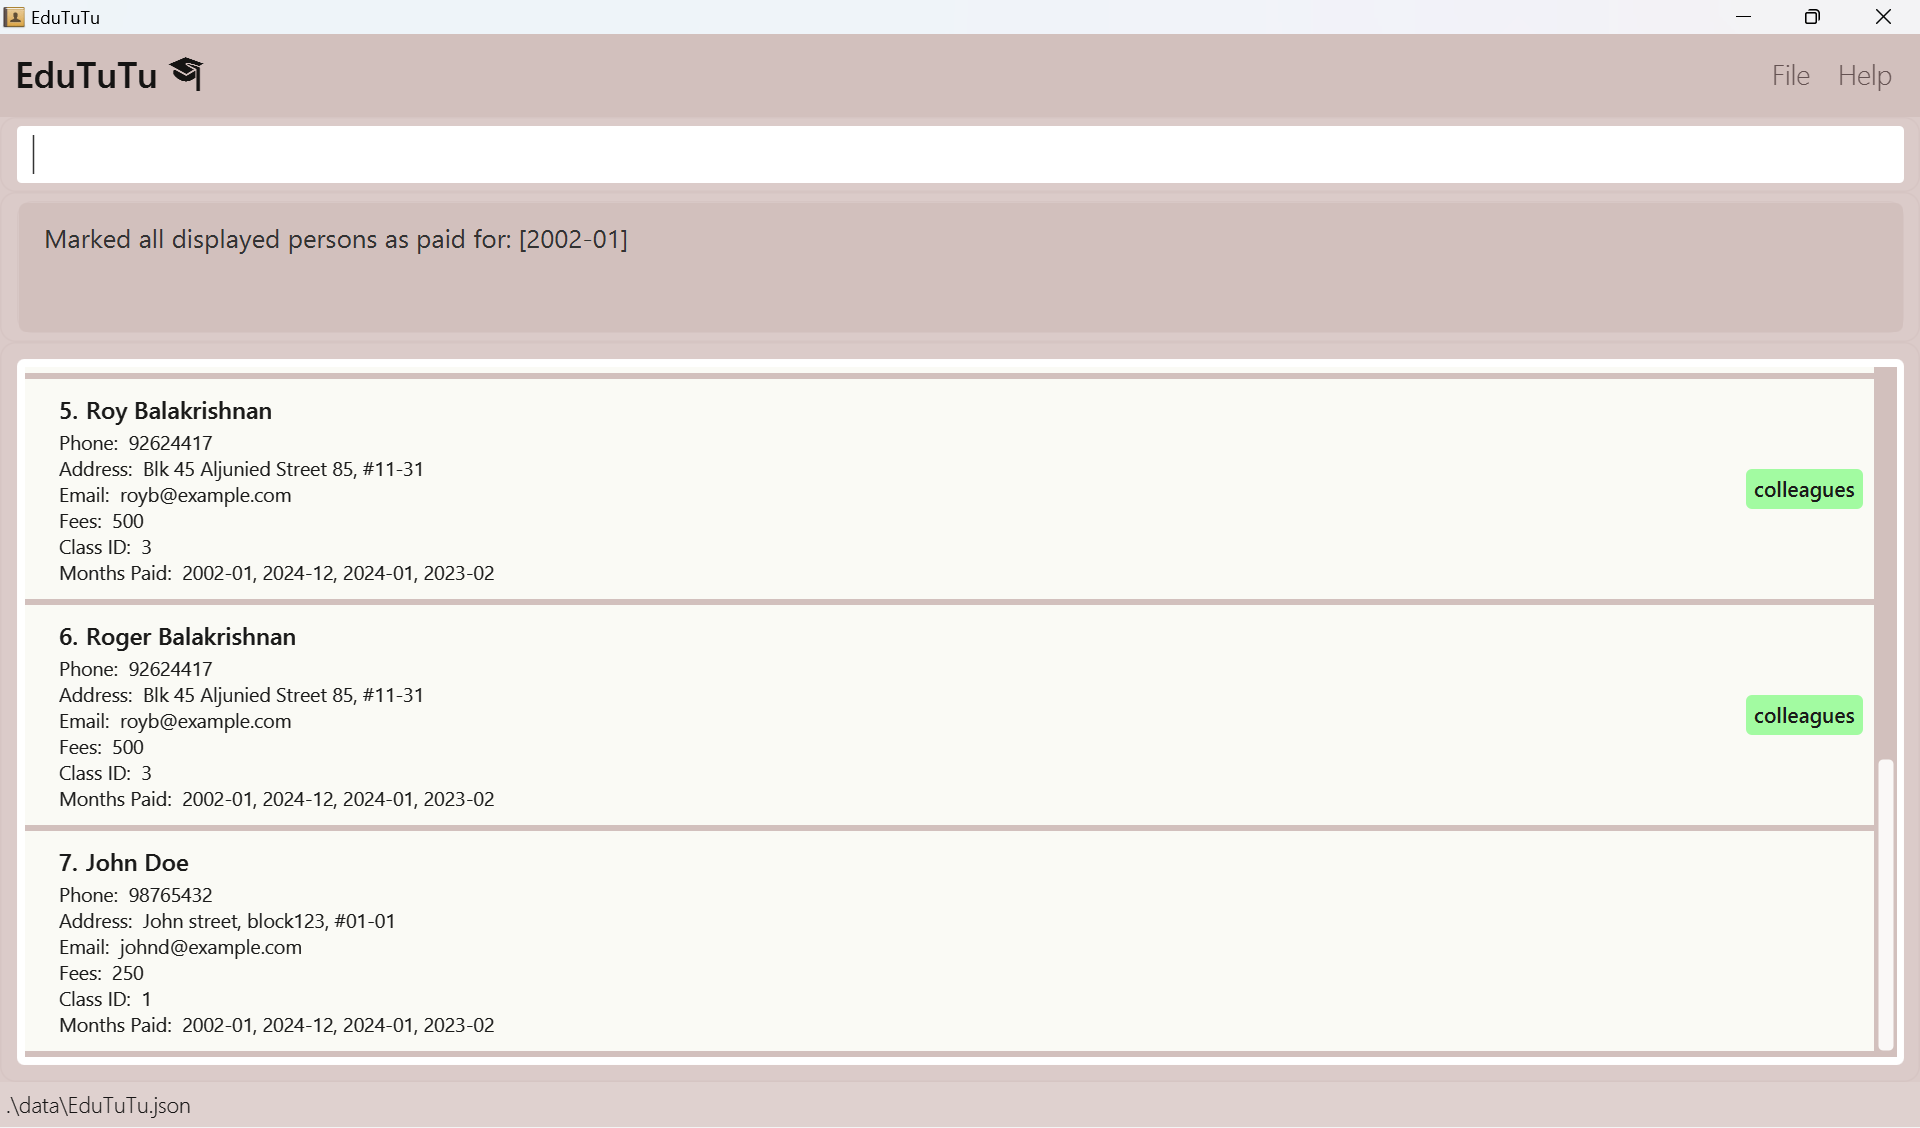 EduTuTu
EduTuTu
File Help
Marked all displayed persons as paid for: [2002-01]
5. Roy Balakrishnan
Phone: 92624417
Address: Blk 45 Aljunied Street 85, #11-31
Email: royb@example.com
Fees: 500
Class ID: 3
Months Paid: 2002-01, 2024-12, 2024-01, 2023-02
colleagues
6. Roger Balakrishnan
Phone: 92624417
Address: Blk 45 Aljunied Street 85, #11-31
Email: royb@example.com
Fees: 500
Class ID: 3
Months Paid: 2002-01, 2024-12, 2024-01, 2023-02
colleagues
7. John Doe
Phone: 98765432
Address: John street, block123, #01-01
Email: johnd@example.com
Fees: 250
Class ID: 1
Months Paid: 2002-01, 2024-12, 2024-01, 2023-02
.\data\EduTuTu.json